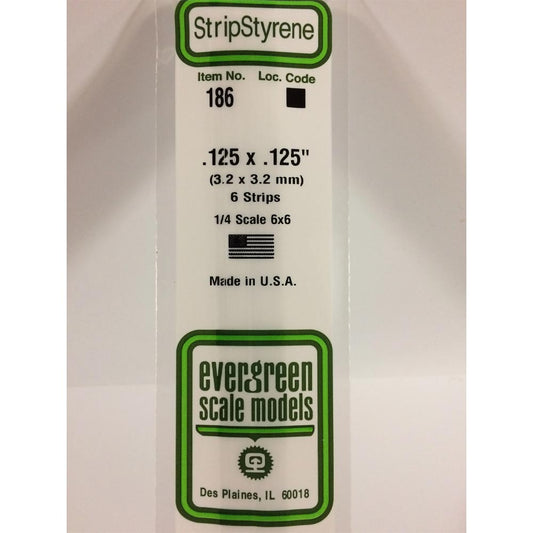 StripStyrene
Item No. Loc. Code
186
.125 x .125"
(3.2 x 3.2 mm)
6 Strips
1/4 Scale 6x6
Made in U.S.A.
evergreen
scale models
Des Plaines, IL 60018